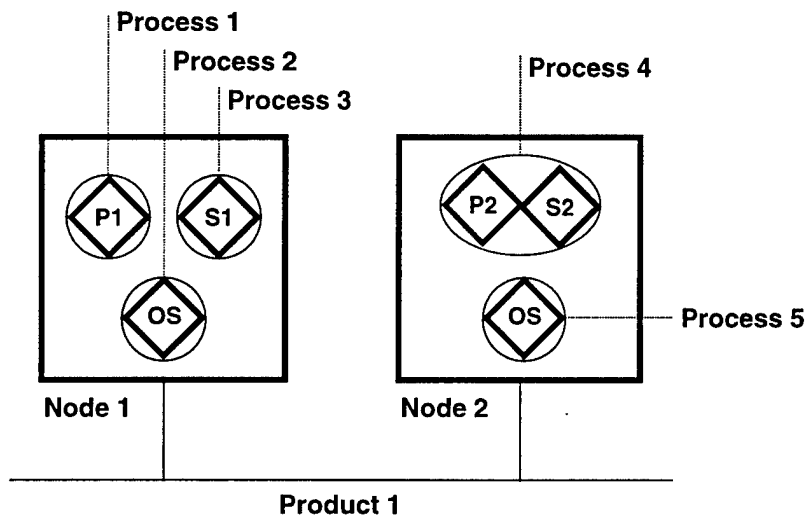 Process 1
Process 2
Process 3
Process 4
P1
S1
P2
S2
OS
OS
Process 5
Node 1
Node 2
Product 1